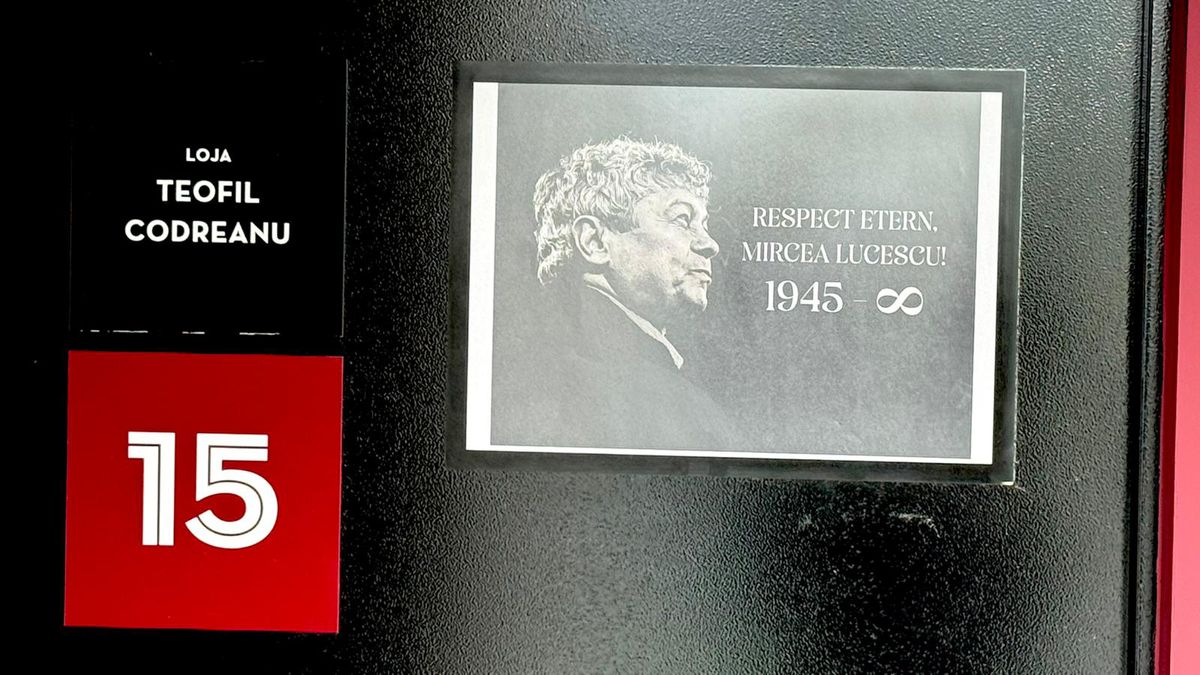 LOJA
TEOFIL
CODREANU
15
RESPECT ETERN,
MIRCEA LUCESCU!
1945 – ∞